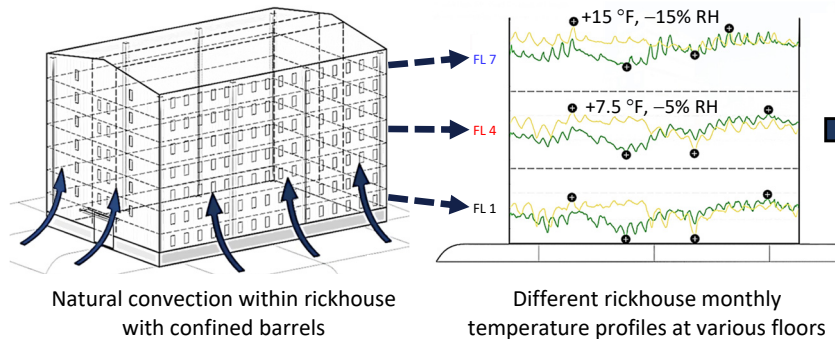 +15 °F, −15% RH
FL 7
+7.5 °F, −5% RH
FL 4
FL 1
Natural convection within rickhouse
with confined barrels
Different rickhouse monthly
temperature profiles at various floors